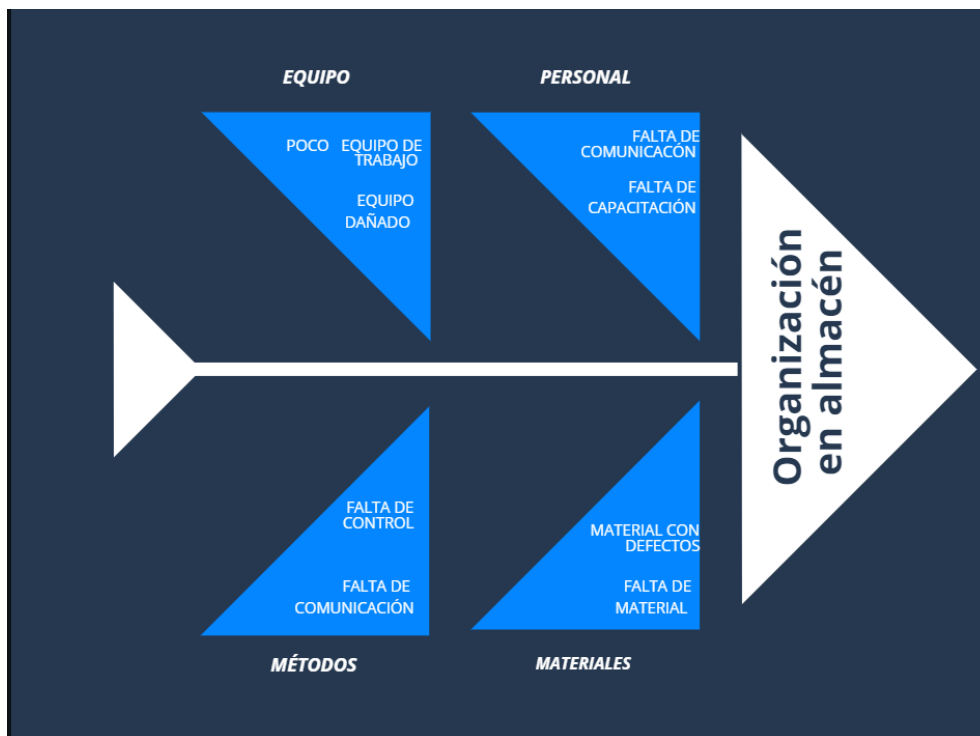 EQUIPO
POCO EQUIPO DE
TRABAJO
EQUIPO
DAÑADO
PERSONAL
FALTA DE
COMUNICACÓN
FALTA DE
CAPACITACIÓN
Organización
en almacén
FALTA DE
CONTROL
FALTA DE
COMUNICACIÓN
MÉTODOS
MATERIAL CON
DEFECTOS
FALTA DE
MATERIAL
MATERIALES